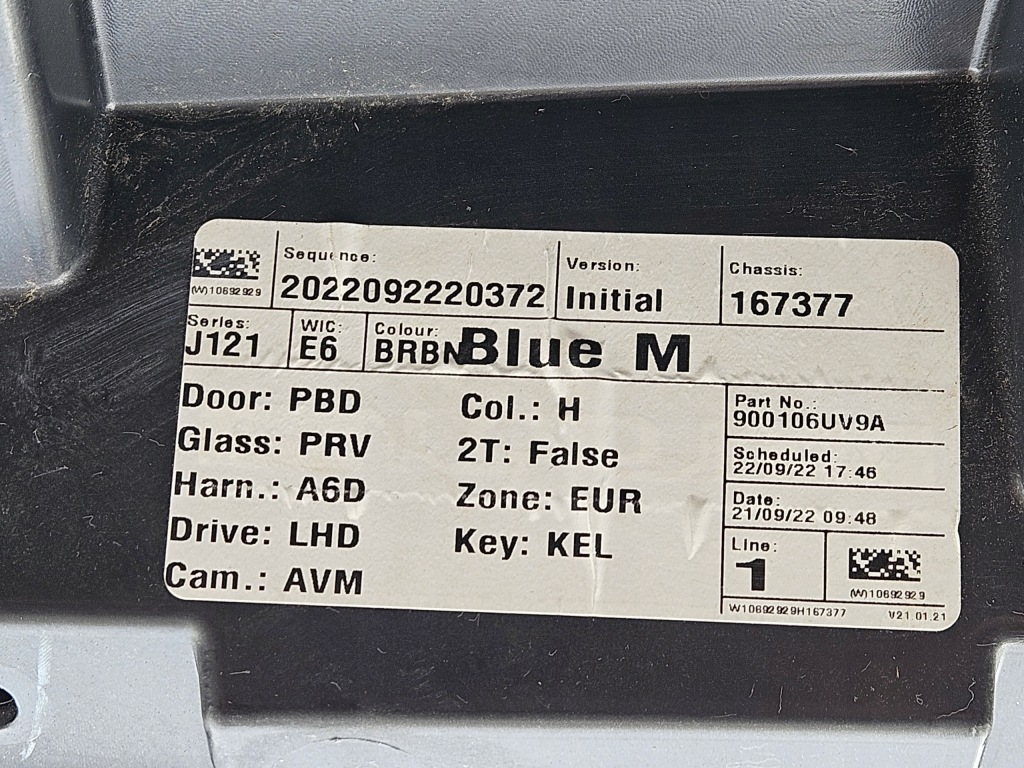 Sequence:
2022092220372
Version:
Initial
Chassis:
167377
(W)10692929
Series:
J121
WIC:
E6
Colour:
BRBN Blue M
Door: PBD
Glass: PRV
Harn.: A6D
Drive: LHD
Cam.: AVM
Col.: H
2T: False
Zone: EUR
Key: KEL
Part No.:
900106UV9A
Scheduled:
22/09/22 17:46
Date:
21/09/22 09:48
Line:
1
(W)10692929
W10692929H167377
V21.01.21